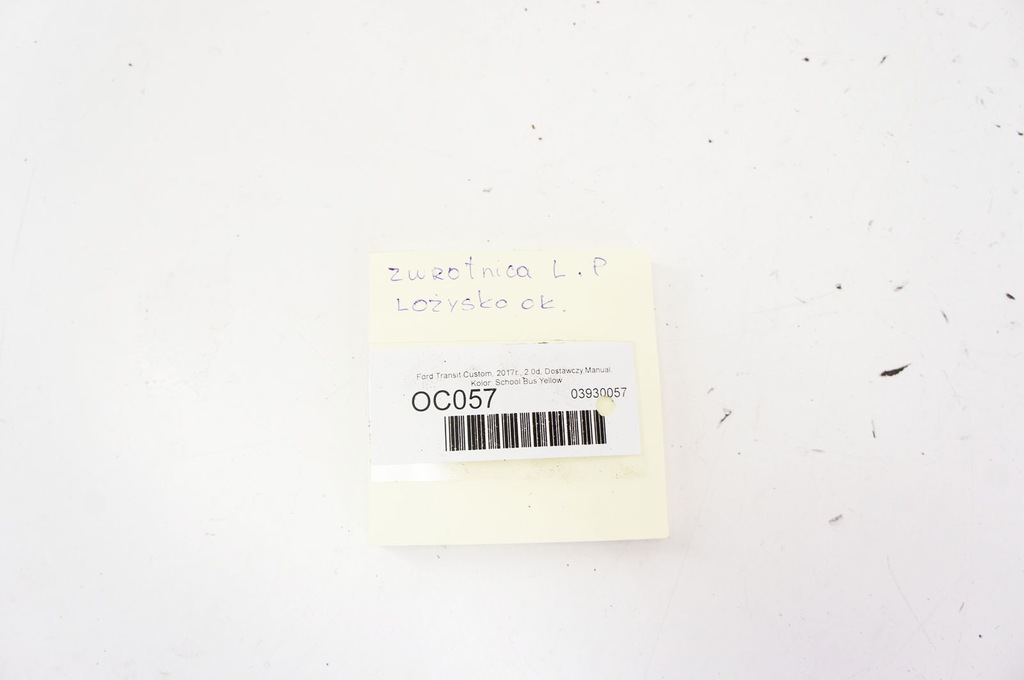 zwrotnica L.P
Łożysko ok.
Ford Transit Custom, 2017r., 2.0d, Dostawczy Manual,
Kolor: School Bus Yellow
OC057
03930057